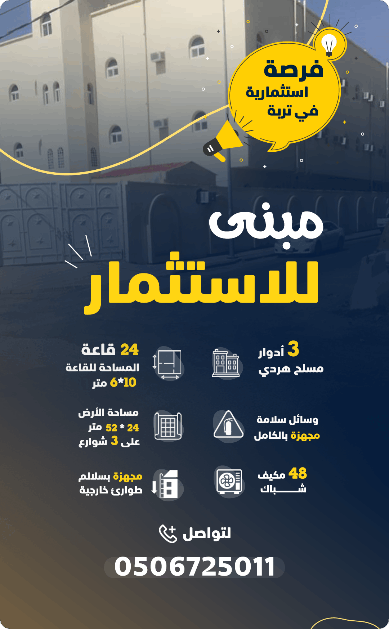 فرصة
استثمارية
في تربة
مبنى
للاستثمار
3 أدوار
مسلح هردي
24 قاعة
المساحة للقاعة
10*6 متر
وسائل سلامة
مجهزة بالكامل
مساحة الأرض
24 * 52 متر
على 3 شوارع
48 مكيف
شباك
مجهزة بسلالم
طوارئ خارجية
للتواصل
0506725011